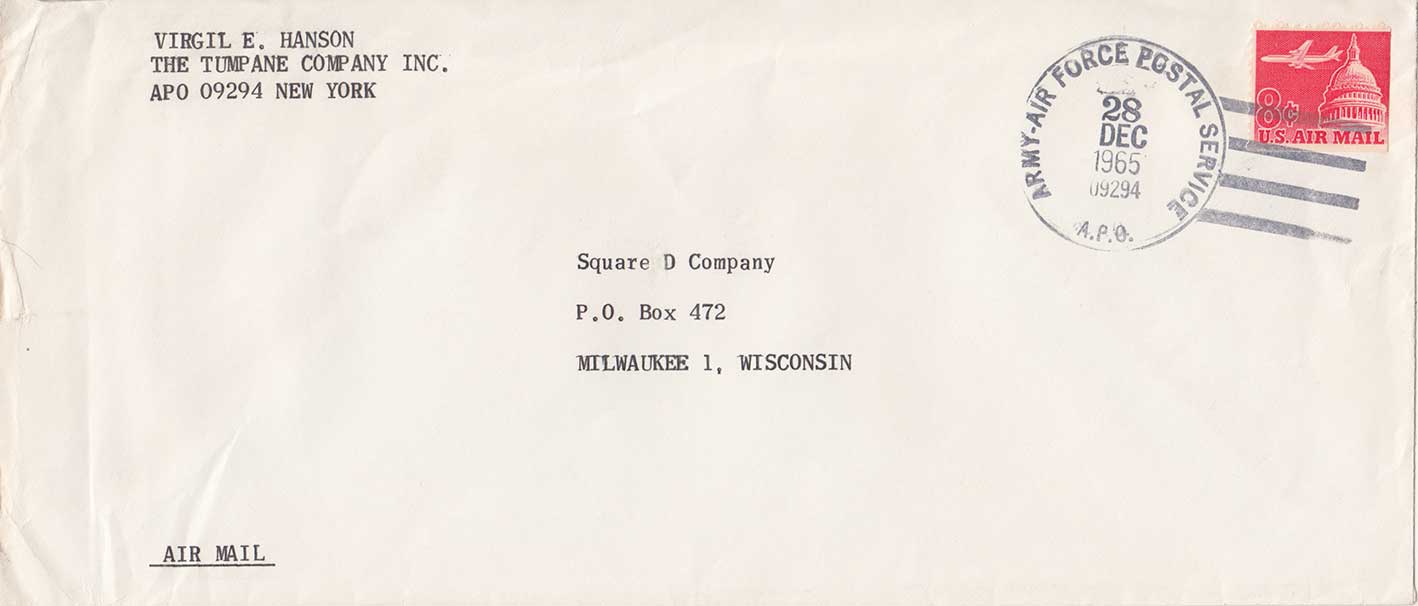 VIRGIL E. HANSON
THE TUMPANE COMPANY INC.
APO 09294 NEW YORK
ARMY-AIR FORCE POSTAL SERVICE
28
DEC
1965
09294
A.P.O.
8¢
U.S. AIR MAIL
Square D Company
P.O. Box 472
MILWAUKEE 1, WISCONSIN
AIR MAIL